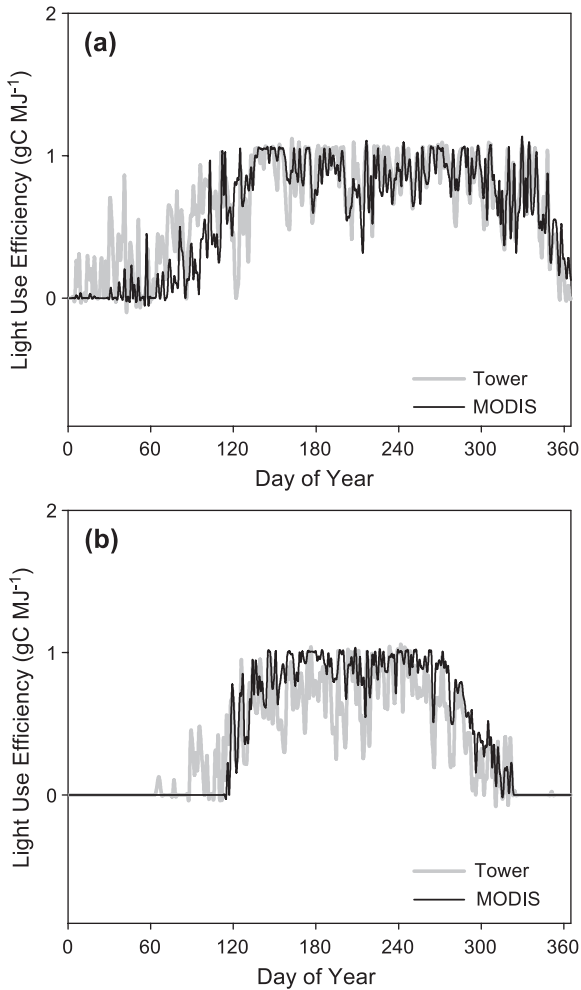 2
(a)
1
0
Light Use Efficiency (gC MJ-1)
Tower
MODIS
0 60 120 180 240 300 360
Day of Year
2
(b)
1
0
Light Use Efficiency (gC MJ-1)
Tower
MODIS
0 60 120 180 240 300 360
Day of Year